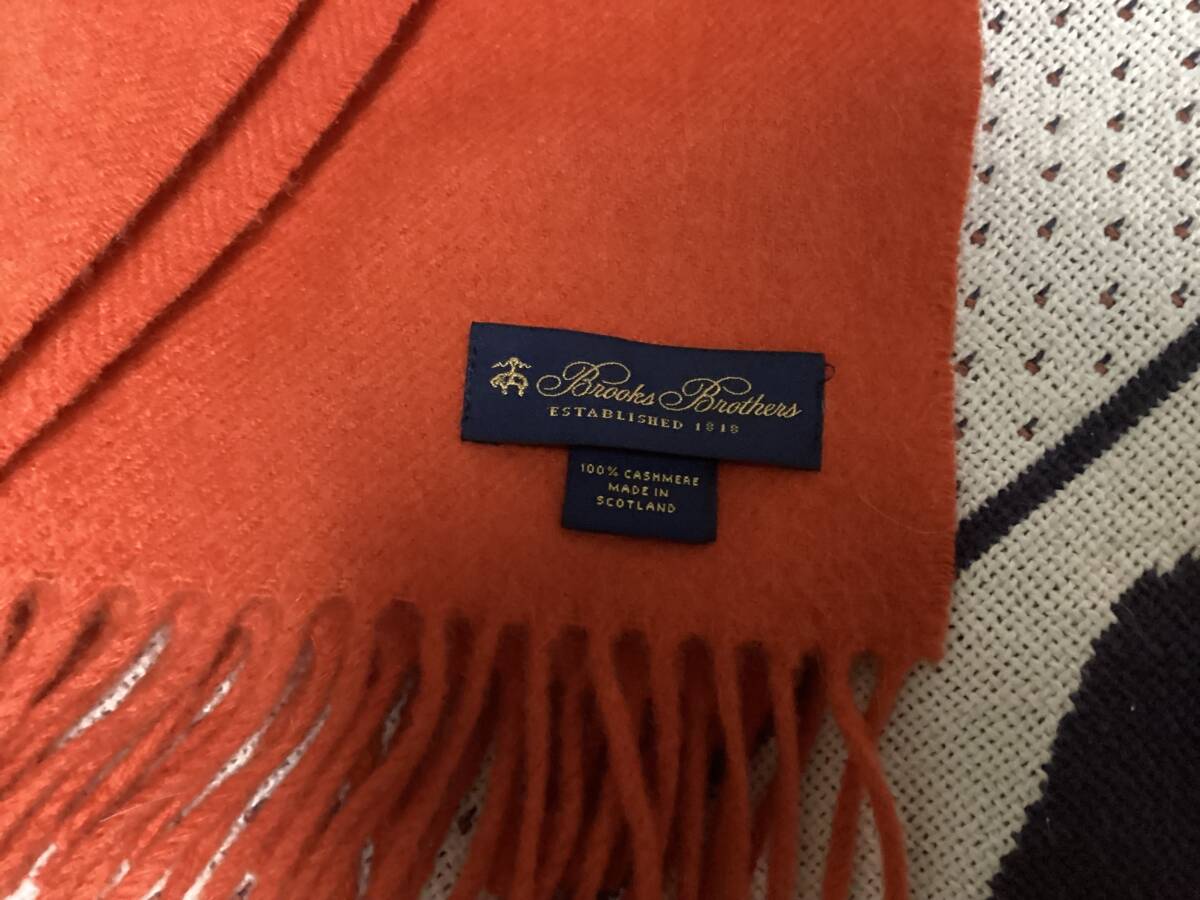 Brooks Brothers
ESTABLISHED 1818
100% CASHMERE
MADE IN
SCOTLAND